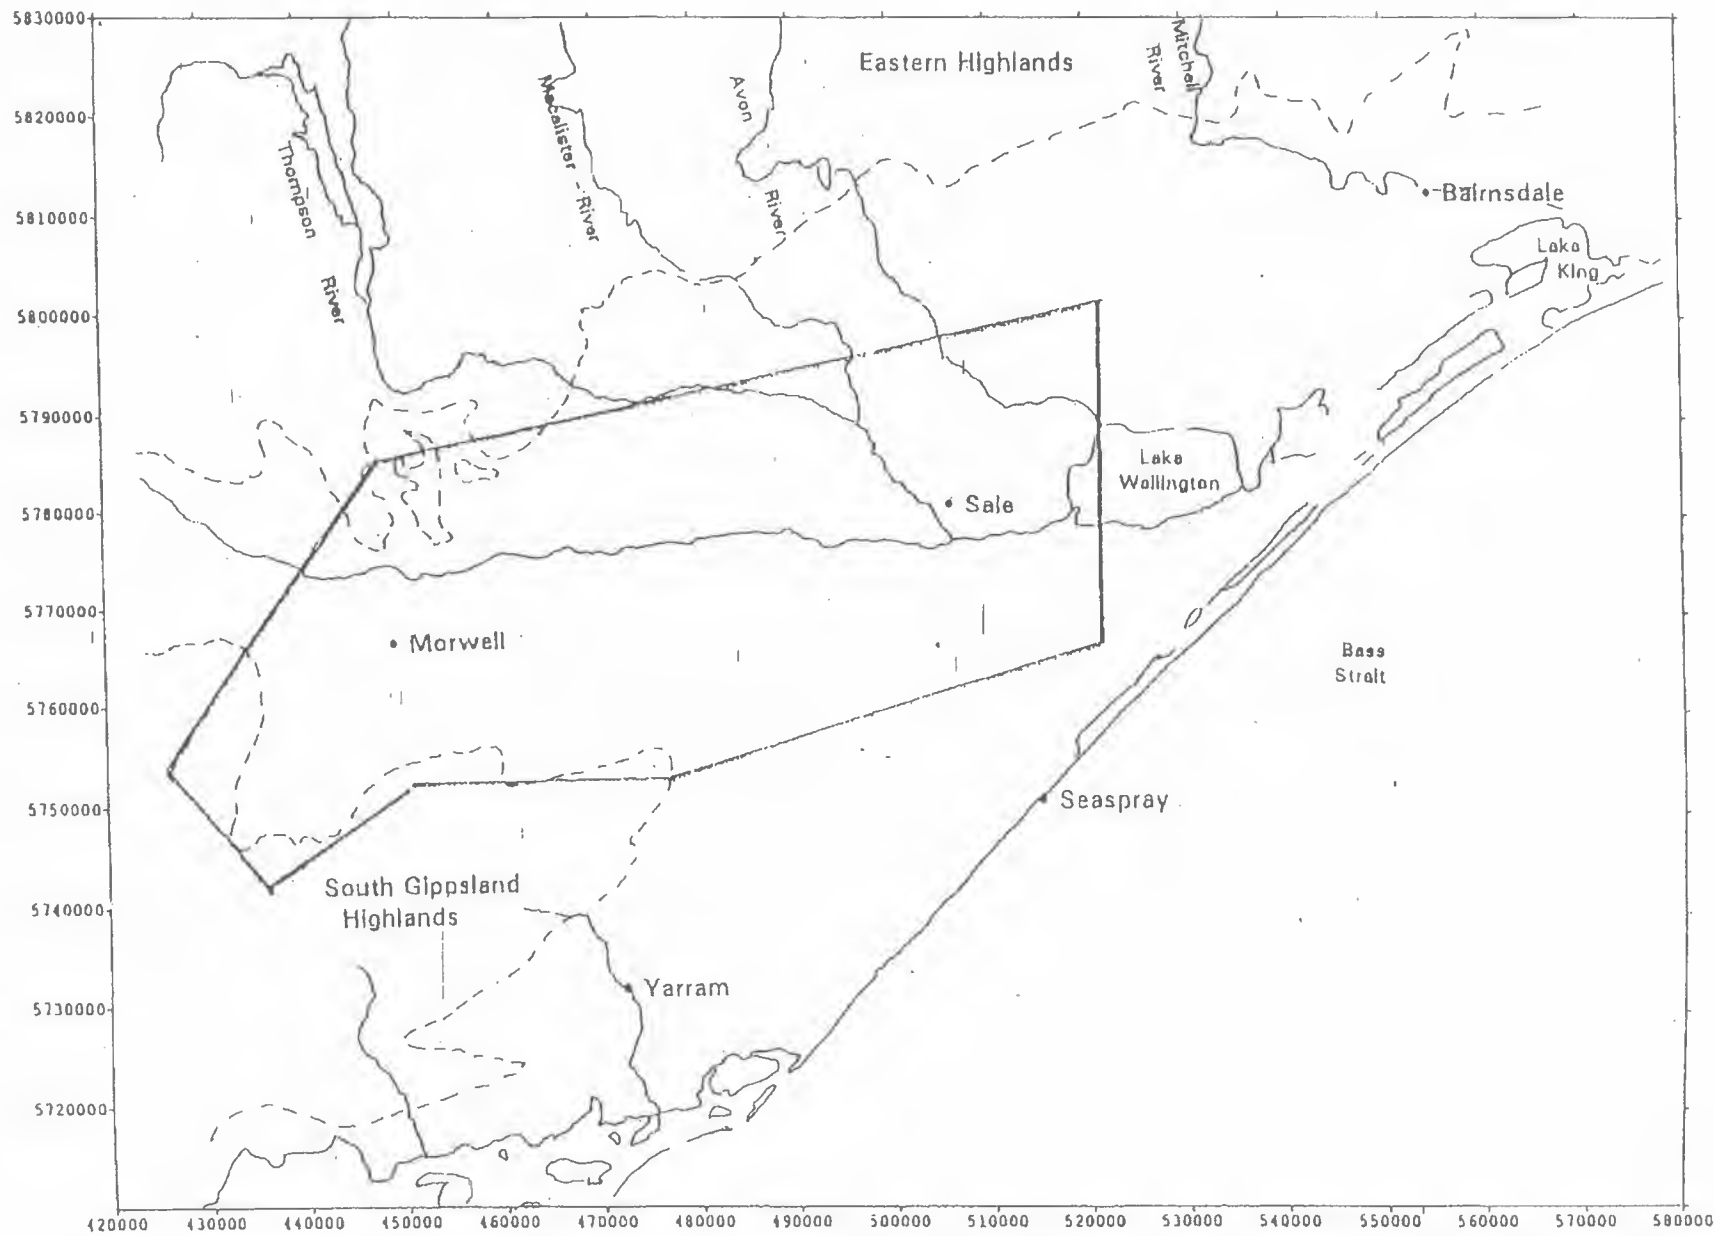 5830000
Eastern Highlands
Mitchell
River
Macalister - River
Avon
River
5820000
Thompson
River
Bairnsdale
5810000
Lake
King
5800000
5790000
Lake
Wellington
Sale
5780000
5770000
Morwell
Bass
Strait
5760000
5750000
Seaspray
South Gippsland
Highlands
5740000
Yarram
5730000
5720000
420000 430000 440000 450000 460000 470000 480000 490000 500000 510000 520000 530000 540000 550000 560000 570000 580000